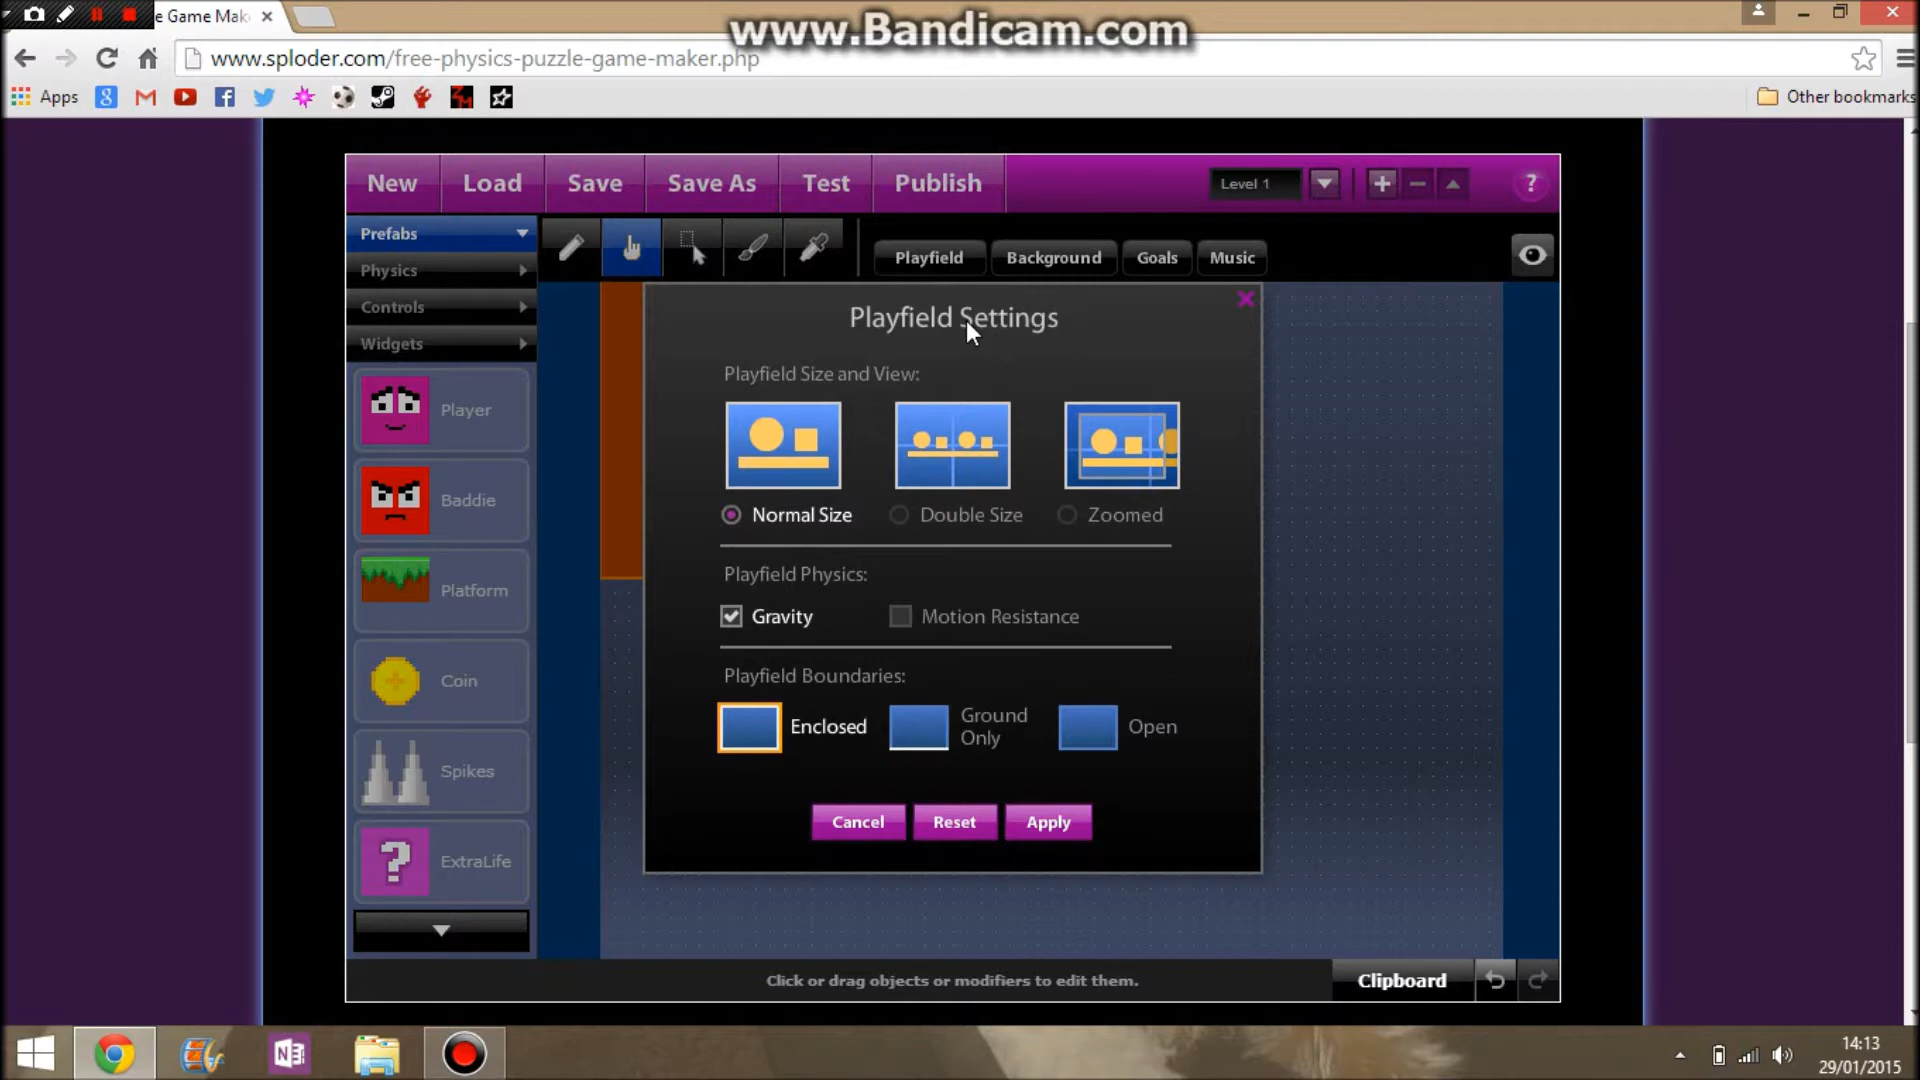 e Game Mak
www.Bandicam.com
www.sploder.com/free-physics-puzzle-game-maker.php
Apps
Other bookmarks
New Load Save Save As Test Publish Level 1 + − ?
Prefabs
Physics
Controls
Widgets
Playfield Background Goals Music
Player
Baddie
Platform
Coin
Spikes
? ExtraLife
Playfield Settings
Playfield Size and View:
Normal Size Double Size Zoomed
Playfield Physics:
Gravity Motion Resistance
Playfield Boundaries:
Enclosed Ground Only Open
Cancel Reset Apply
Click or drag objects or modifiers to edit them.
Clipboard
14:13
29/01/2015